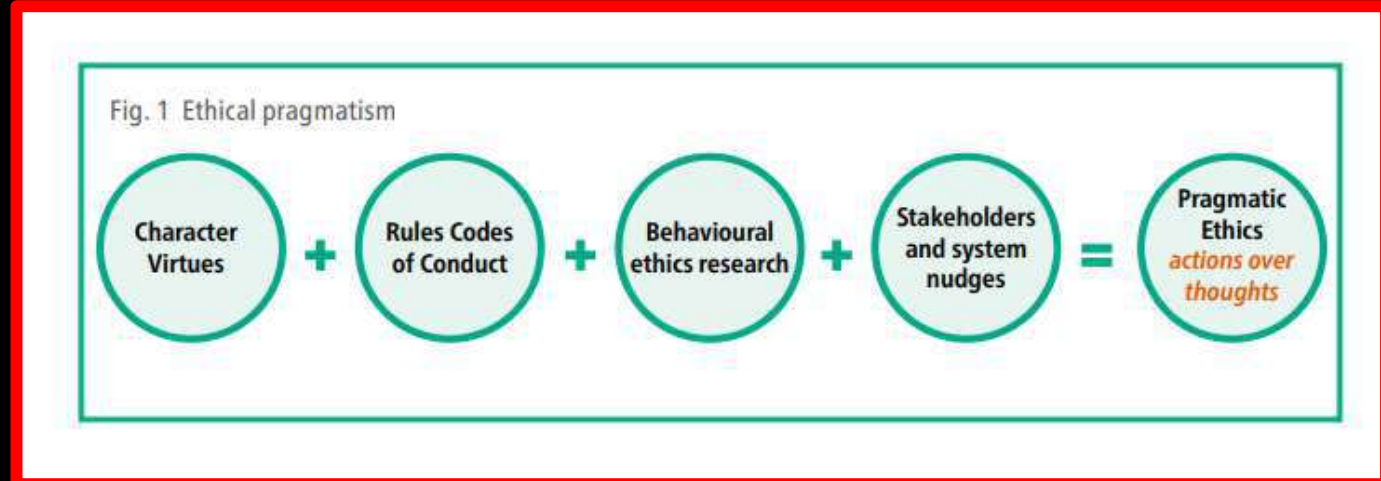 Fig. 1 Ethical pragmatism
Character
Virtues
+
Rules Codes
of Conduct
+
Behavioural
ethics research
+
Stakeholders
and system
nudges
=
Pragmatic
Ethics
actions over
thoughts